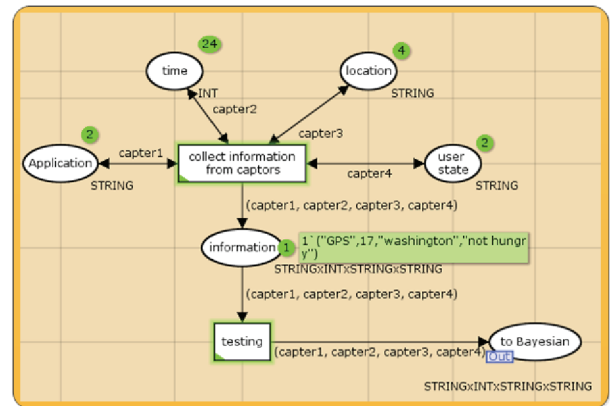 24
4
time
location
INT
STRING
capter2
capter3
2
2
Application
capter1
collect information
from captors
capter4
user
state
STRING
STRING
(capter1, capter2, capter3, capter4)
information
1
1`("GPS",17,"washington","not hungr
y")
STRINGxINTxSTRINGxSTRING
(capter1, capter2, capter3, capter4)
testing
to Bayesian
(capter1, capter2, capter3, capter4)
Out
STRINGxINTxSTRINGxSTRING